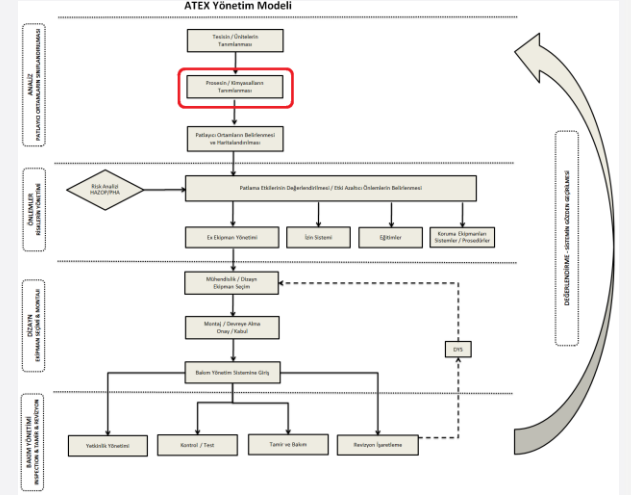 ATEX Yönetim Modeli
ANALİZ
PATLAYICI ORTAMLARIN SINIFLANDIRILMASI
Tesisin / Ünitelerin
Tanımlanması
Prosesin / Kimyasalların
Tanımlanması
Patlayıcı Ortamların Belirlenmesi
ve Haritalandırılması
ÖNLEMLER
RİSKLERİN YÖNETİMİ
Risk Analizi
HAZOP/PHA
Patlama Etkilerinin Değerlendirilmesi / Etki Azaltıcı Önlemlerin Belirlenmesi
Ex Ekipman Yönetimi
İzin Sistemi
Eğitimler
Koruma Ekipmanları
Sistemler / Prosedürler
DİZAYN
EKİPMAN SEÇİMİ & MONTAJI
Mühendislik / Dizayn
Ekipman Seçim
Montaj / Devreye Alma
Onay / Kabul
DYS
Bakım Yönetim Sistemine Giriş
BAKIM YÖNETİMİ
INSPECTION & TAMİR & REVİZYON
Yetkinlik Yönetimi
Kontrol / Test
Tamir ve Bakım
Revizyon İşaretleme
DEĞERLENDİRME - SİSTEMİN GÖZDEN GEÇİRİLMESİ